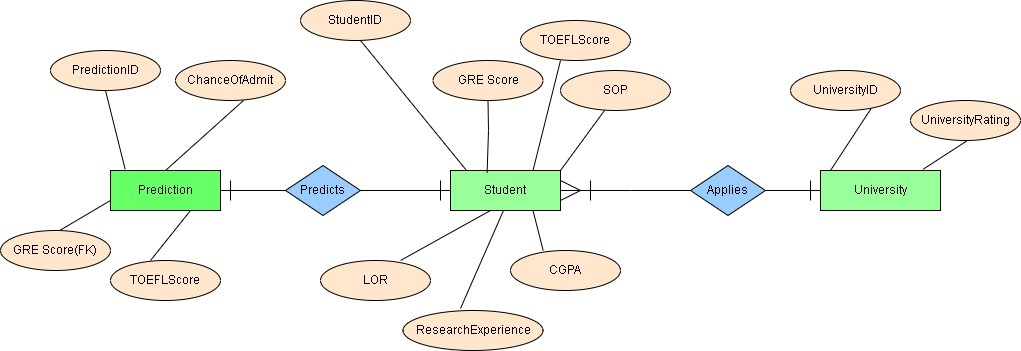 StudentID
TOEFLScore
PredictionID
ChanceOfAdmit
GRE Score
SOP
UniversityID
UniversityRating
Prediction
Predicts
Student
Applies
University
GRE Score(FK)
TOEFLScore
LOR
CGPA
ResearchExperience